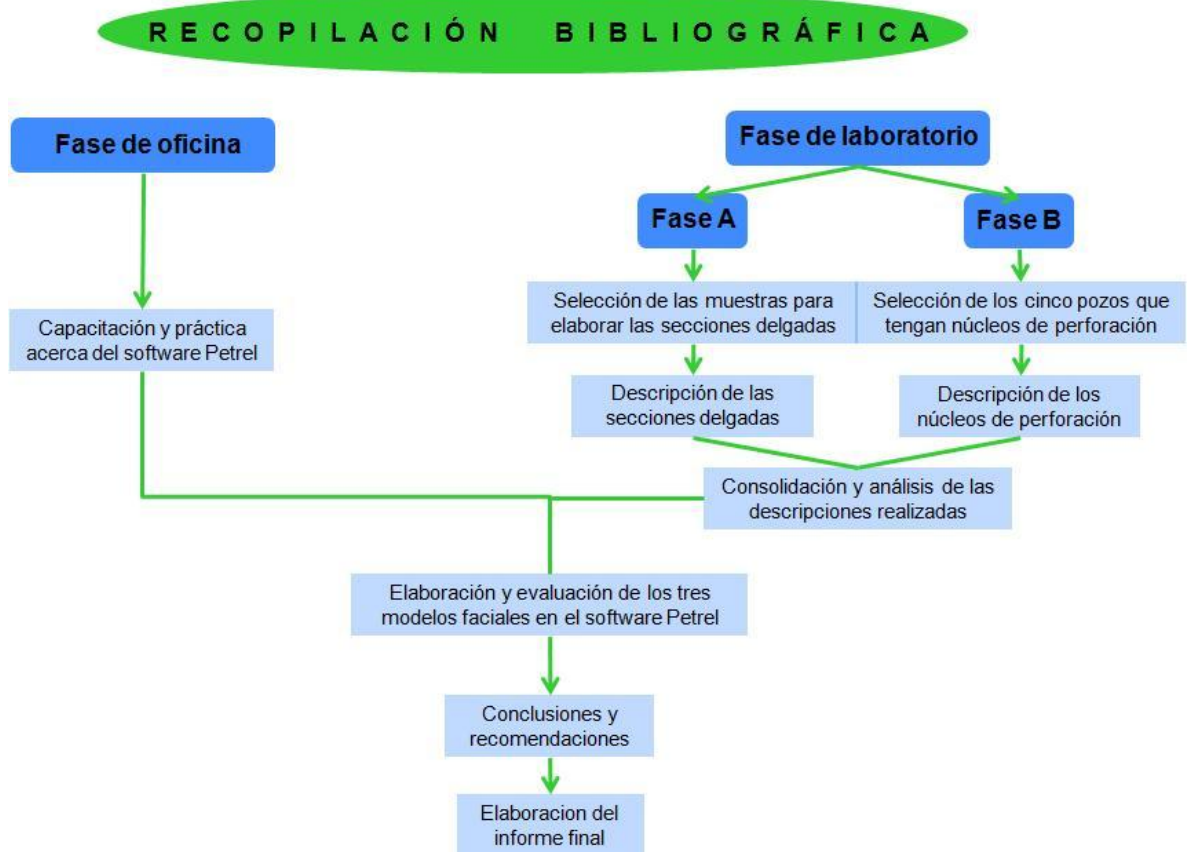 RECOPILACIÓN BIBLIOGRÁFICA
Fase de oficina
Fase de laboratorio
Fase A
Fase B
Selección de las muestras para
elaborar las secciones delgadas
Selección de los cinco pozos que
tengan núcleos de perforación
Capacitación y práctica
acerca del software Petrel
Descripción de las
secciones delgadas
Descripción de los
núcleos de perforación
Consolidación y análisis de las
descripciones realizadas
Elaboración y evaluación de los tres
modelos faciales en el software Petrel
Conclusiones y
recomendaciones
Elaboracion del
informe final